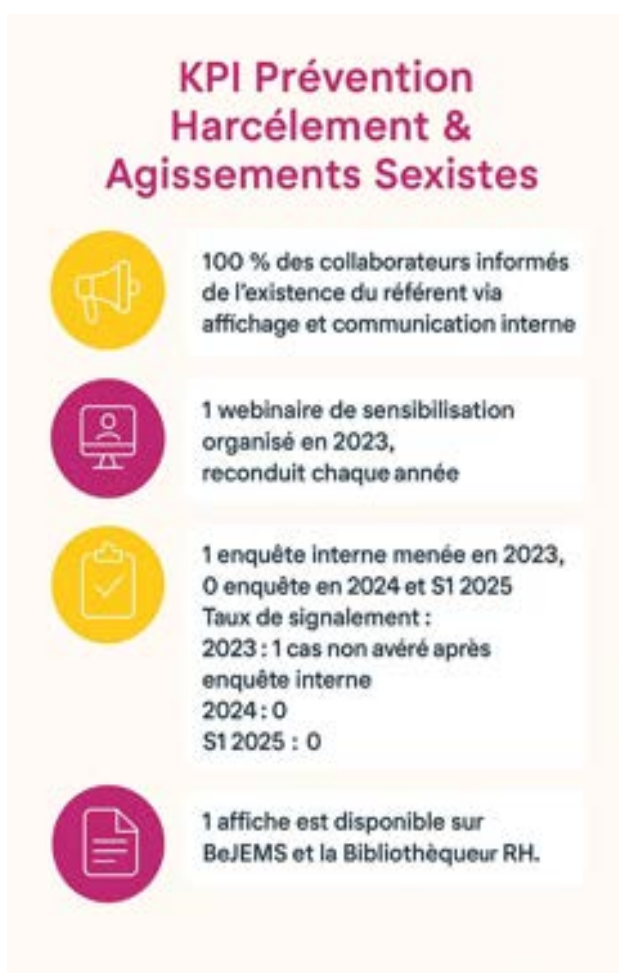 KPI Prévention
Harcélement &
Agissements Sexistes
100 % des collaborateurs informés
de l'existence du référent via
affichage et communication interne
1 webinaire de sensibilisation
organisé en 2023,
reconduit chaque année
1 enquête interne menée en 2023,
0 enquête en 2024 et S1 2025
Taux de signalement :
2023 : 1 cas non avéré après
enquête interne
2024 : 0
S1 2025 : 0
1 affiche est disponible sur
BeJEMS et la Bibliothèqueur RH.